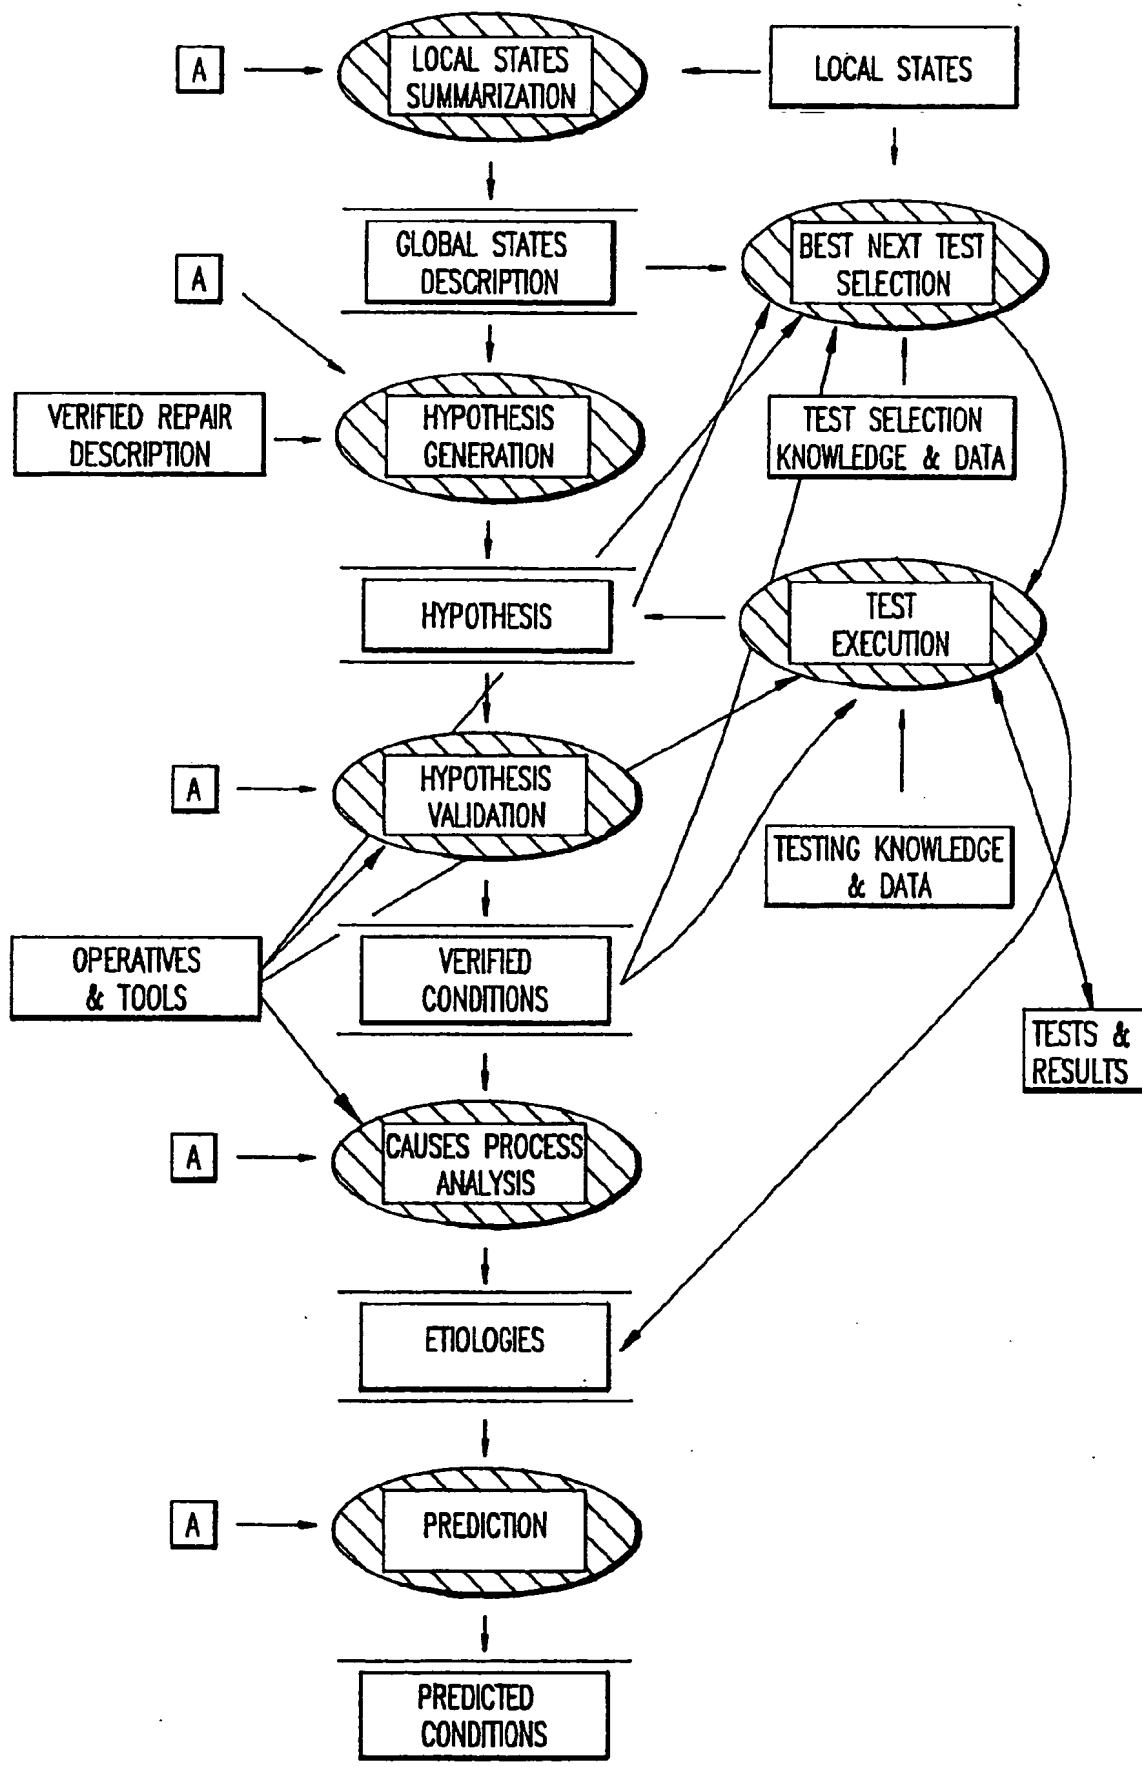 A
LOCAL STATES
SUMMARIZATION
LOCAL STATES
GLOBAL STATES
DESCRIPTION
BEST NEXT TEST
SELECTION
A
VERIFIED REPAIR
DESCRIPTION
HYPOTHESIS
GENERATION
TEST SELECTION
KNOWLEDGE & DATA
HYPOTHESIS
TEST
EXECUTION
A
HYPOTHESIS
VALIDATION
TESTING KNOWLEDGE
& DATA
OPERATIVES
& TOOLS
VERIFIED
CONDITIONS
TESTS &
RESULTS
A
CAUSES PROCESS
ANALYSIS
ETIOLOGIES
A
PREDICTION
PREDICTED
CONDITIONS